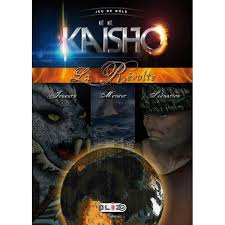 JEU DE RÔLE
KAÏSHO
La Révolte
Joueurs Meneur Scénarios